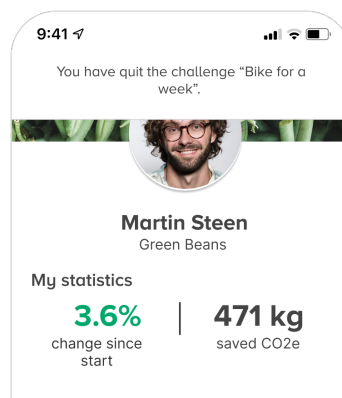 9:41
You have quit the challenge “Bike for a
week”.
Martin Steen
Green Beans
My statistics
3.6%
change since
start
471 kg
saved CO2e